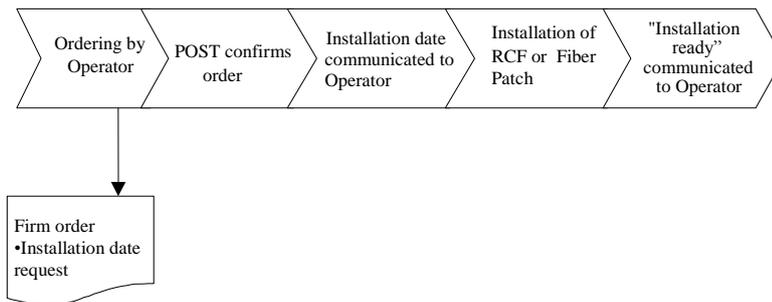 Ordering by
Operator
POST confirms
order
Installation date
communicated to
Operator
Installation of
RCF or Fiber
Patch
"Installation
ready”
communicated
to Operator
Firm order
•Installation date
request